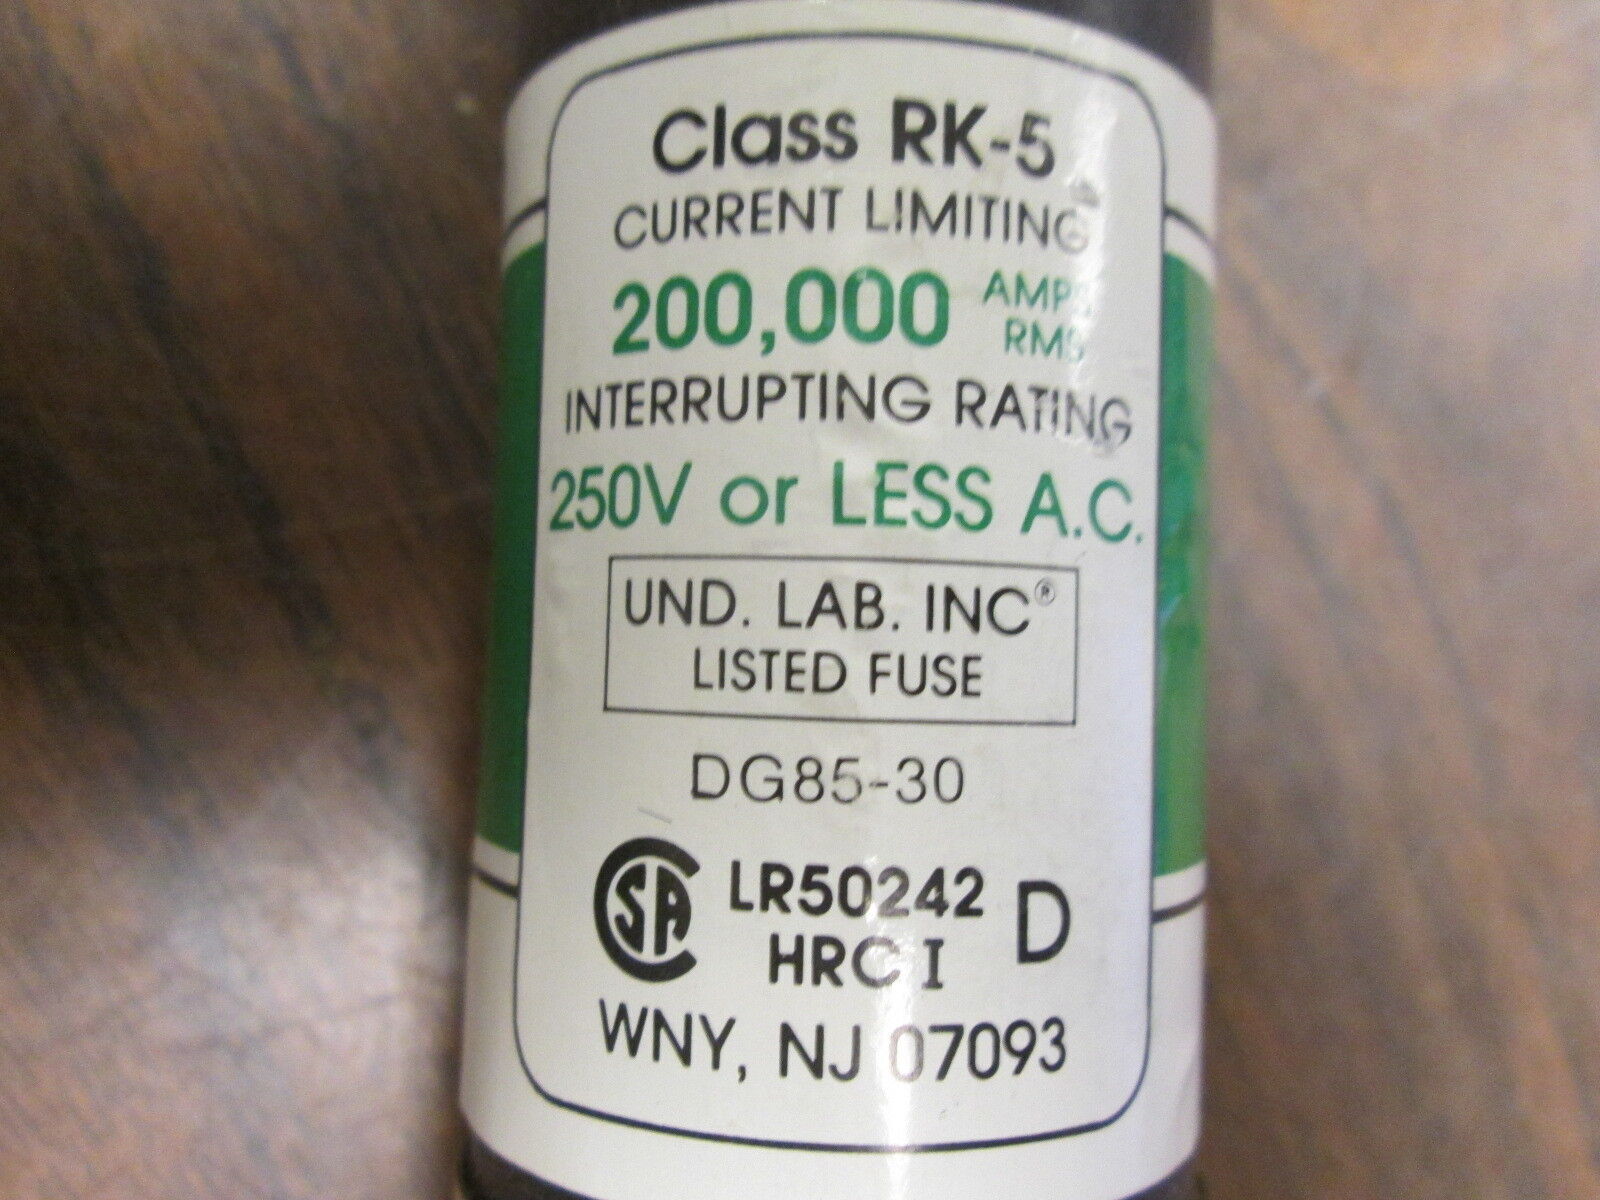 Class RK-5
CURRENT LIMITING
200,000 AMPS
RMS
INTERRUPTING RATING
250V or LESS A.C.
UND. LAB. INC®
LISTED FUSE
DG85-30
SA LR50242 D
HRC I
WNY, NJ 07093